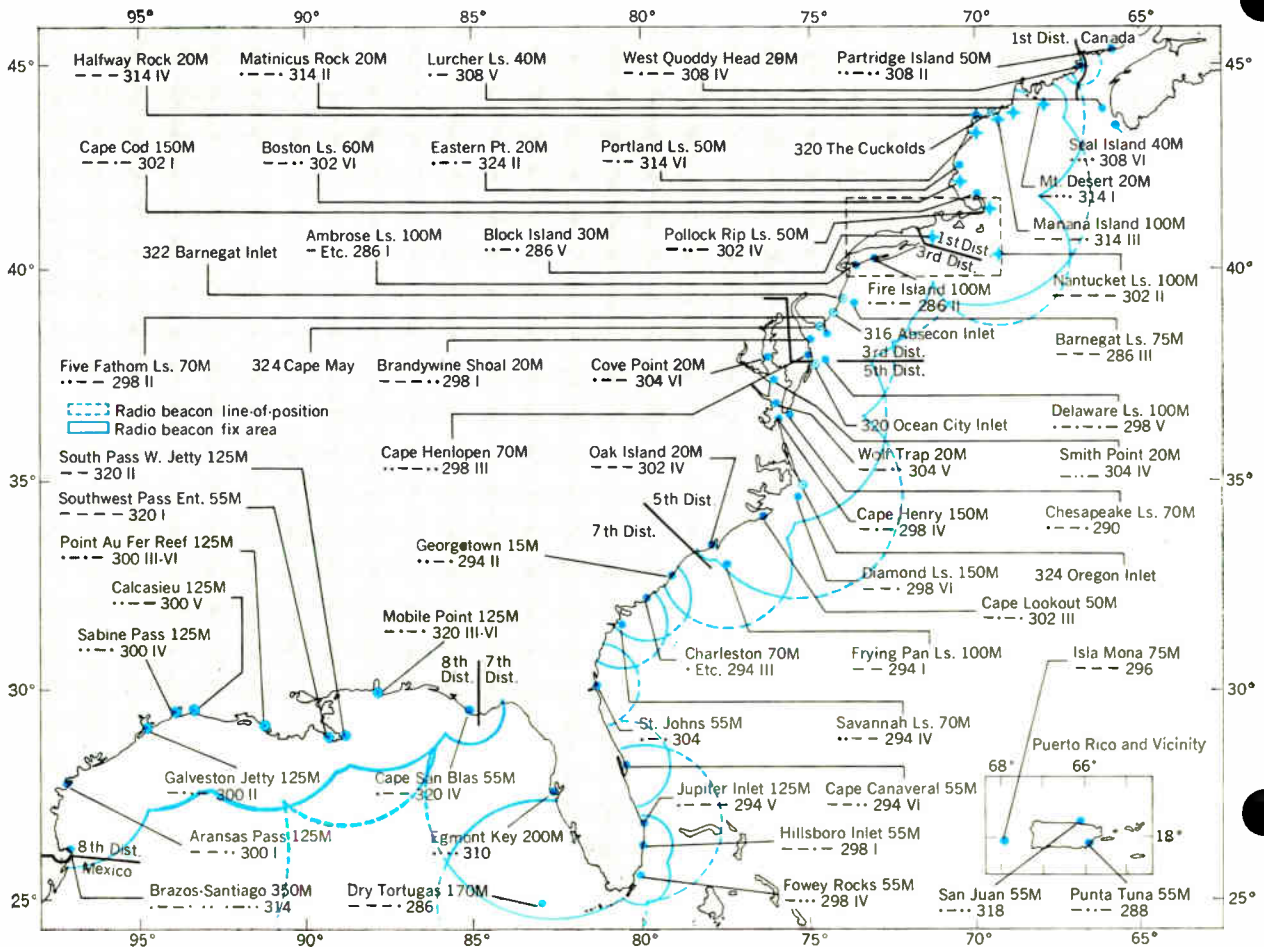 95° 90° 85° 80° 75° 70° 65°
1st Dist. Canada
Halfway Rock 20M Matinicus Rock 20M Lurcher Ls. 40M West Quoddy Head 20M Partridge Island 50M
314 IV 314 II 308 V 308 IV 308 II
45° 45°
Cape Cod 150M Boston Ls. 60M Eastern Pt. 20M Portland Ls. 50M 320 The Cuckolds Seal Island 40M
302 I 302 VI 324 II 314 VI 308 VI
Mt. Desert 20M
314 I
Manana Island 100M
314 III
322 Barnegat Inlet Ambrose Ls. 100M Block Island 30M Pollock Rip Ls. 50M
Etc. 286 I 286 V 302 IV
1st Dist.
3rd Dist.
40° 40°
Fire Island 100M Nantucket Ls. 100M
286 II 302 II
316 Absecon Inlet Barnegat Ls. 75M
3rd Dist. 286 III
5th Dist.
Five Fathom Ls. 70M 324 Cape May Brandywine Shoal 20M Cove Point 20M
298 II 298 I 304 VI
Radio beacon line-of-position
Radio beacon fix area
320 Ocean City Inlet Delaware Ls. 100M
298 V
South Pass W. Jetty 125M Cape Henlopen 70M Oak Island 20M Wolf Trap 20M Smith Point 20M
320 II 298 III 302 IV 304 V 304 IV
35° 35°
Southwest Pass Ent. 55M 5th Dist. Cape Henry 150M Chesapeake Ls. 70M
320 I 7th Dist. 298 IV 290
Point Au Fer Reef 125M Georgetown 15M
300 III-VI 294 II
Calcasieu 125M Diamond Ls. 150M 324 Oregon Inlet
300 V 298 VI
Mobile Point 125M Cape Lookout 50M
320 III-VI 302 III
Sabine Pass 125M
300 IV
8th Dist. 7th Dist.
Charleston 70M Frying Pan Ls. 100M Isla Mona 75M
Etc. 294 III 294 I 296
30° 30°
St. Johns 55M Savannah Ls. 70M
304 294 IV
Puerto Rico and Vicinity
68° 66°
Galveston Jetty 125M Cape San Blas 55M Jupiter Inlet 125M Cape Canaveral 55M
300 II 320 IV 294 V 294 VI
Aransas Pass 125M Egmont Key 200M Hillsboro Inlet 55M
300 I 310 298 I
18°
8th Dist.
Mexico
Brazos-Santiago 350M Dry Tortugas 170M Fowey Rocks 55M San Juan 55M Punta Tuna 55M
314 286 298 IV 318 288
25° 25°
95° 90° 85° 80° 75° 70° 65°